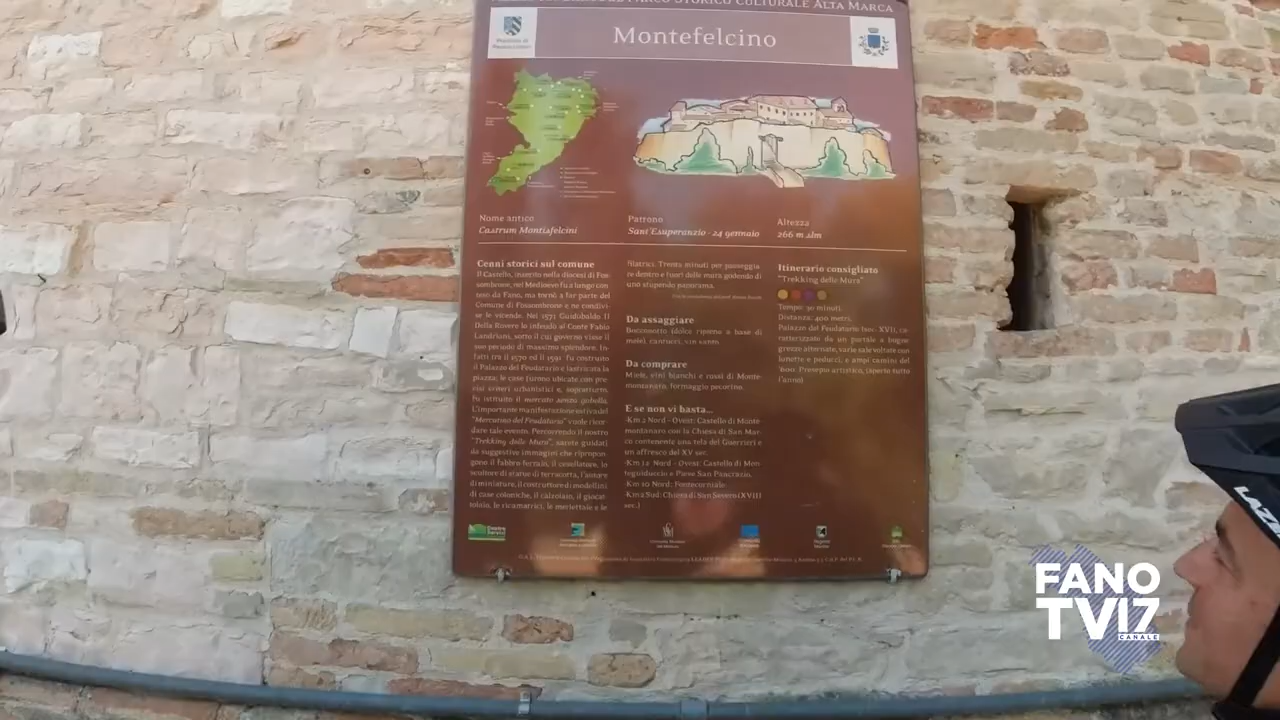 Parco Storico Culturale Alta Marca
Montefelcino
Nome antico
Castrum Montisfelcini
Patrono
Sant'Esuperanzio - 24 gennaio
Altezza
266 m slm
Cenni storici sul comune
Il Castello, inserito nella diocesi di Fos-
sombrone, nel Medioevo fu a lungo con-
teso da Fano, ma tornò a far parte del
Comune di Fossombrone e ne condivi-
se le vicende. Nel 1571 Guidobaldo II
Della Rovere lo infeudò al Conte Fabio
Landriani, sotto il cui governo visse il
suo periodo di massimo splendore. In-
fatti tra il 1570 ed il 1591 fu costruito
il Palazzo del Feudatario e lastricata la
piazza; le case furono ubicate con pre-
cisi criteri urbanistici e, soprattutto,
fu istituito il mercato senza gabella.
L'importante manifestazione estiva del
"Mercatino del Feudatario" vuole ricor-
dare tale evento. Percorrendo il nostro
"Trekking delle Mura", sarete guidati
da suggestive immagini che ripropon-
gono il fabbro ferraio, il cesellatore, lo
scultore di statue di terracotta, l'autore
di miniature, il costruttore di modellini
di case coloniche, il calzolaio, il giocat-
tolaio, le ricamatrici, le merlettaie e le
filatrici. Trenta minuti per passeggia-
re dentro e fuori dalle mura godendo di
uno stupendo panorama.
Da assaggiare
Bostrengo (dolce ripieno a base di
miele), cantucci, vin santo
Da comprare
Miele, vini bianchi e rossi di Monte-
montanaro, formaggio pecorino.
E se non vi basta...
-Km 2 Nord - Ovest: Castello di Monte
montanaro con la Chiesa di San Mar-
co contenente una tela del Guerrieri e
un affresco del XV sec.
-Km 12 Nord - Ovest: Castello di Mon
teguiduccio e Pieve San Pancrazio.
-Km 10 Nord: Fontecorniale
-Km 2 Sud: Chiesa di San Severo (XVIII
sec.)
Itinerario consigliato
"Trekking delle Mura"
Tempo: 30 minuti.
Distanza: 400 metri.
Palazzo del Feudatario (sec. XVI), ca-
ratterizzato da un portale a bugne
grezze alternate, varie sale voltate con
lunette e peducci, e ampi camini del
'600. Presepio artistico, (aperto tutto
l'anno)
LAZE
FANO
TV17
CANALE